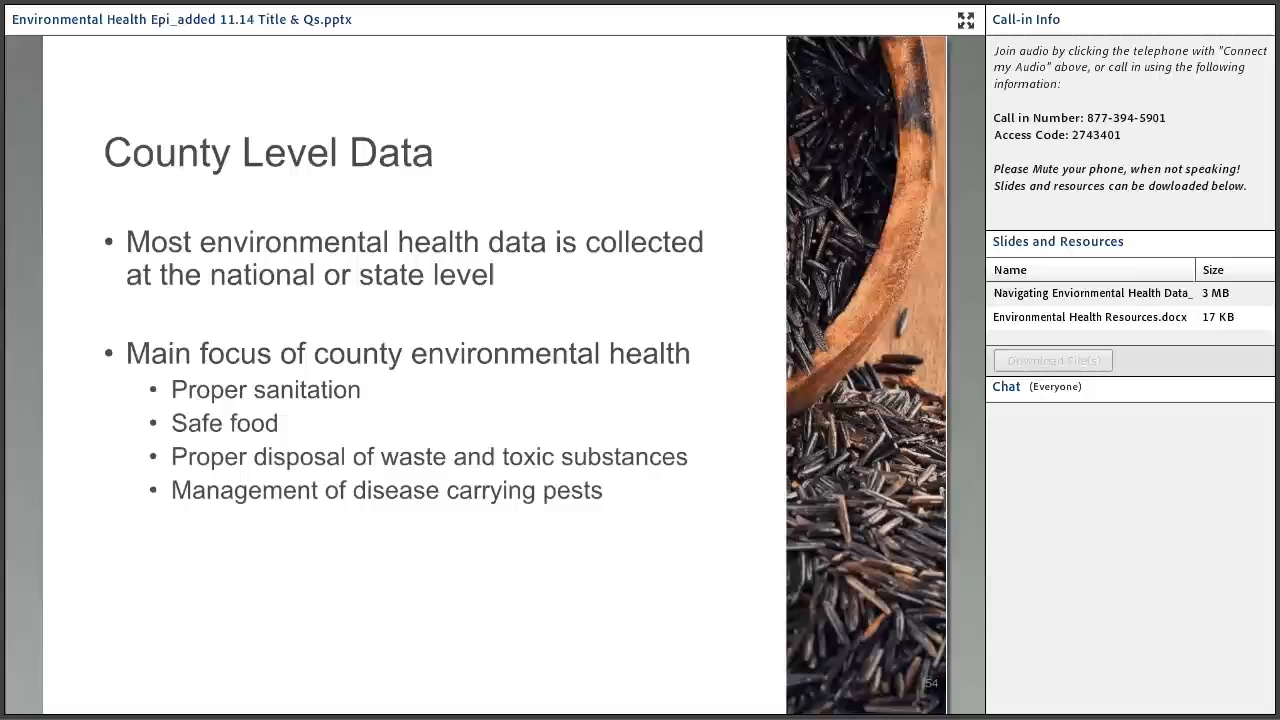 Environmental Health Epi_added 11.14 Title & Qs.pptx
County Level Data
• Most environmental health data is collected
at the national or state level
• Main focus of county environmental health
• Proper sanitation
• Safe food
• Proper disposal of waste and toxic substances
• Management of disease carrying pests
54
Call-in Info
Join audio by clicking the telephone with "Connect
my Audio" above, or call in using the following
information:
Call in Number: 877-394-5901
Access Code: 2743401
Please Mute your phone, when not speaking!
Slides and resources can be dowloaded below.
Slides and Resources
Name Size
Navigating Enviornmental Health Data_ 3 MB
Environmental Health Resources.docx 17 KB
Download File(s)
Chat (Everyone)